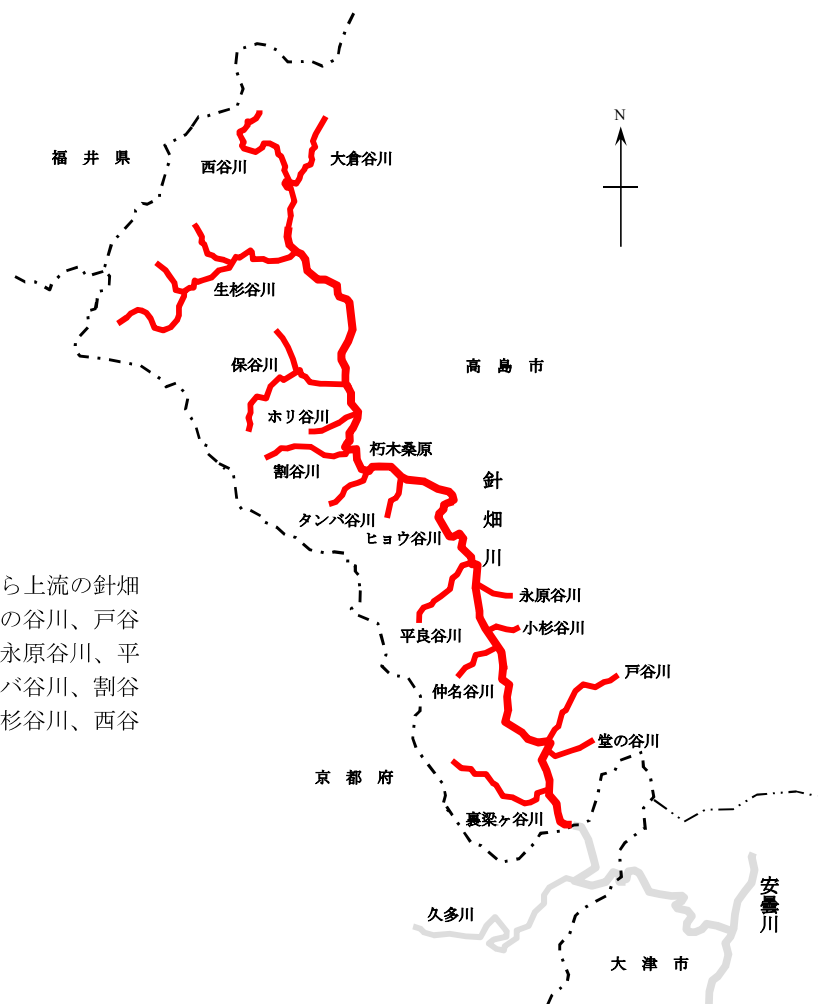 N
福井県
西谷川
大倉谷川
生杉谷川
保谷川
高島市
ホリ谷川
朽木桑原
割谷川
針畑川
タンバ谷川
ヒョウ谷川
ら上流の針畑
の谷川、戸谷
永原谷川、平
バ谷川、割谷
杉谷川、西谷
永原谷川
小杉谷川
平良谷川
仲名谷川
戸谷川
堂の谷川
京都府
裏梁ヶ谷川
安曇川
久多川
大津市